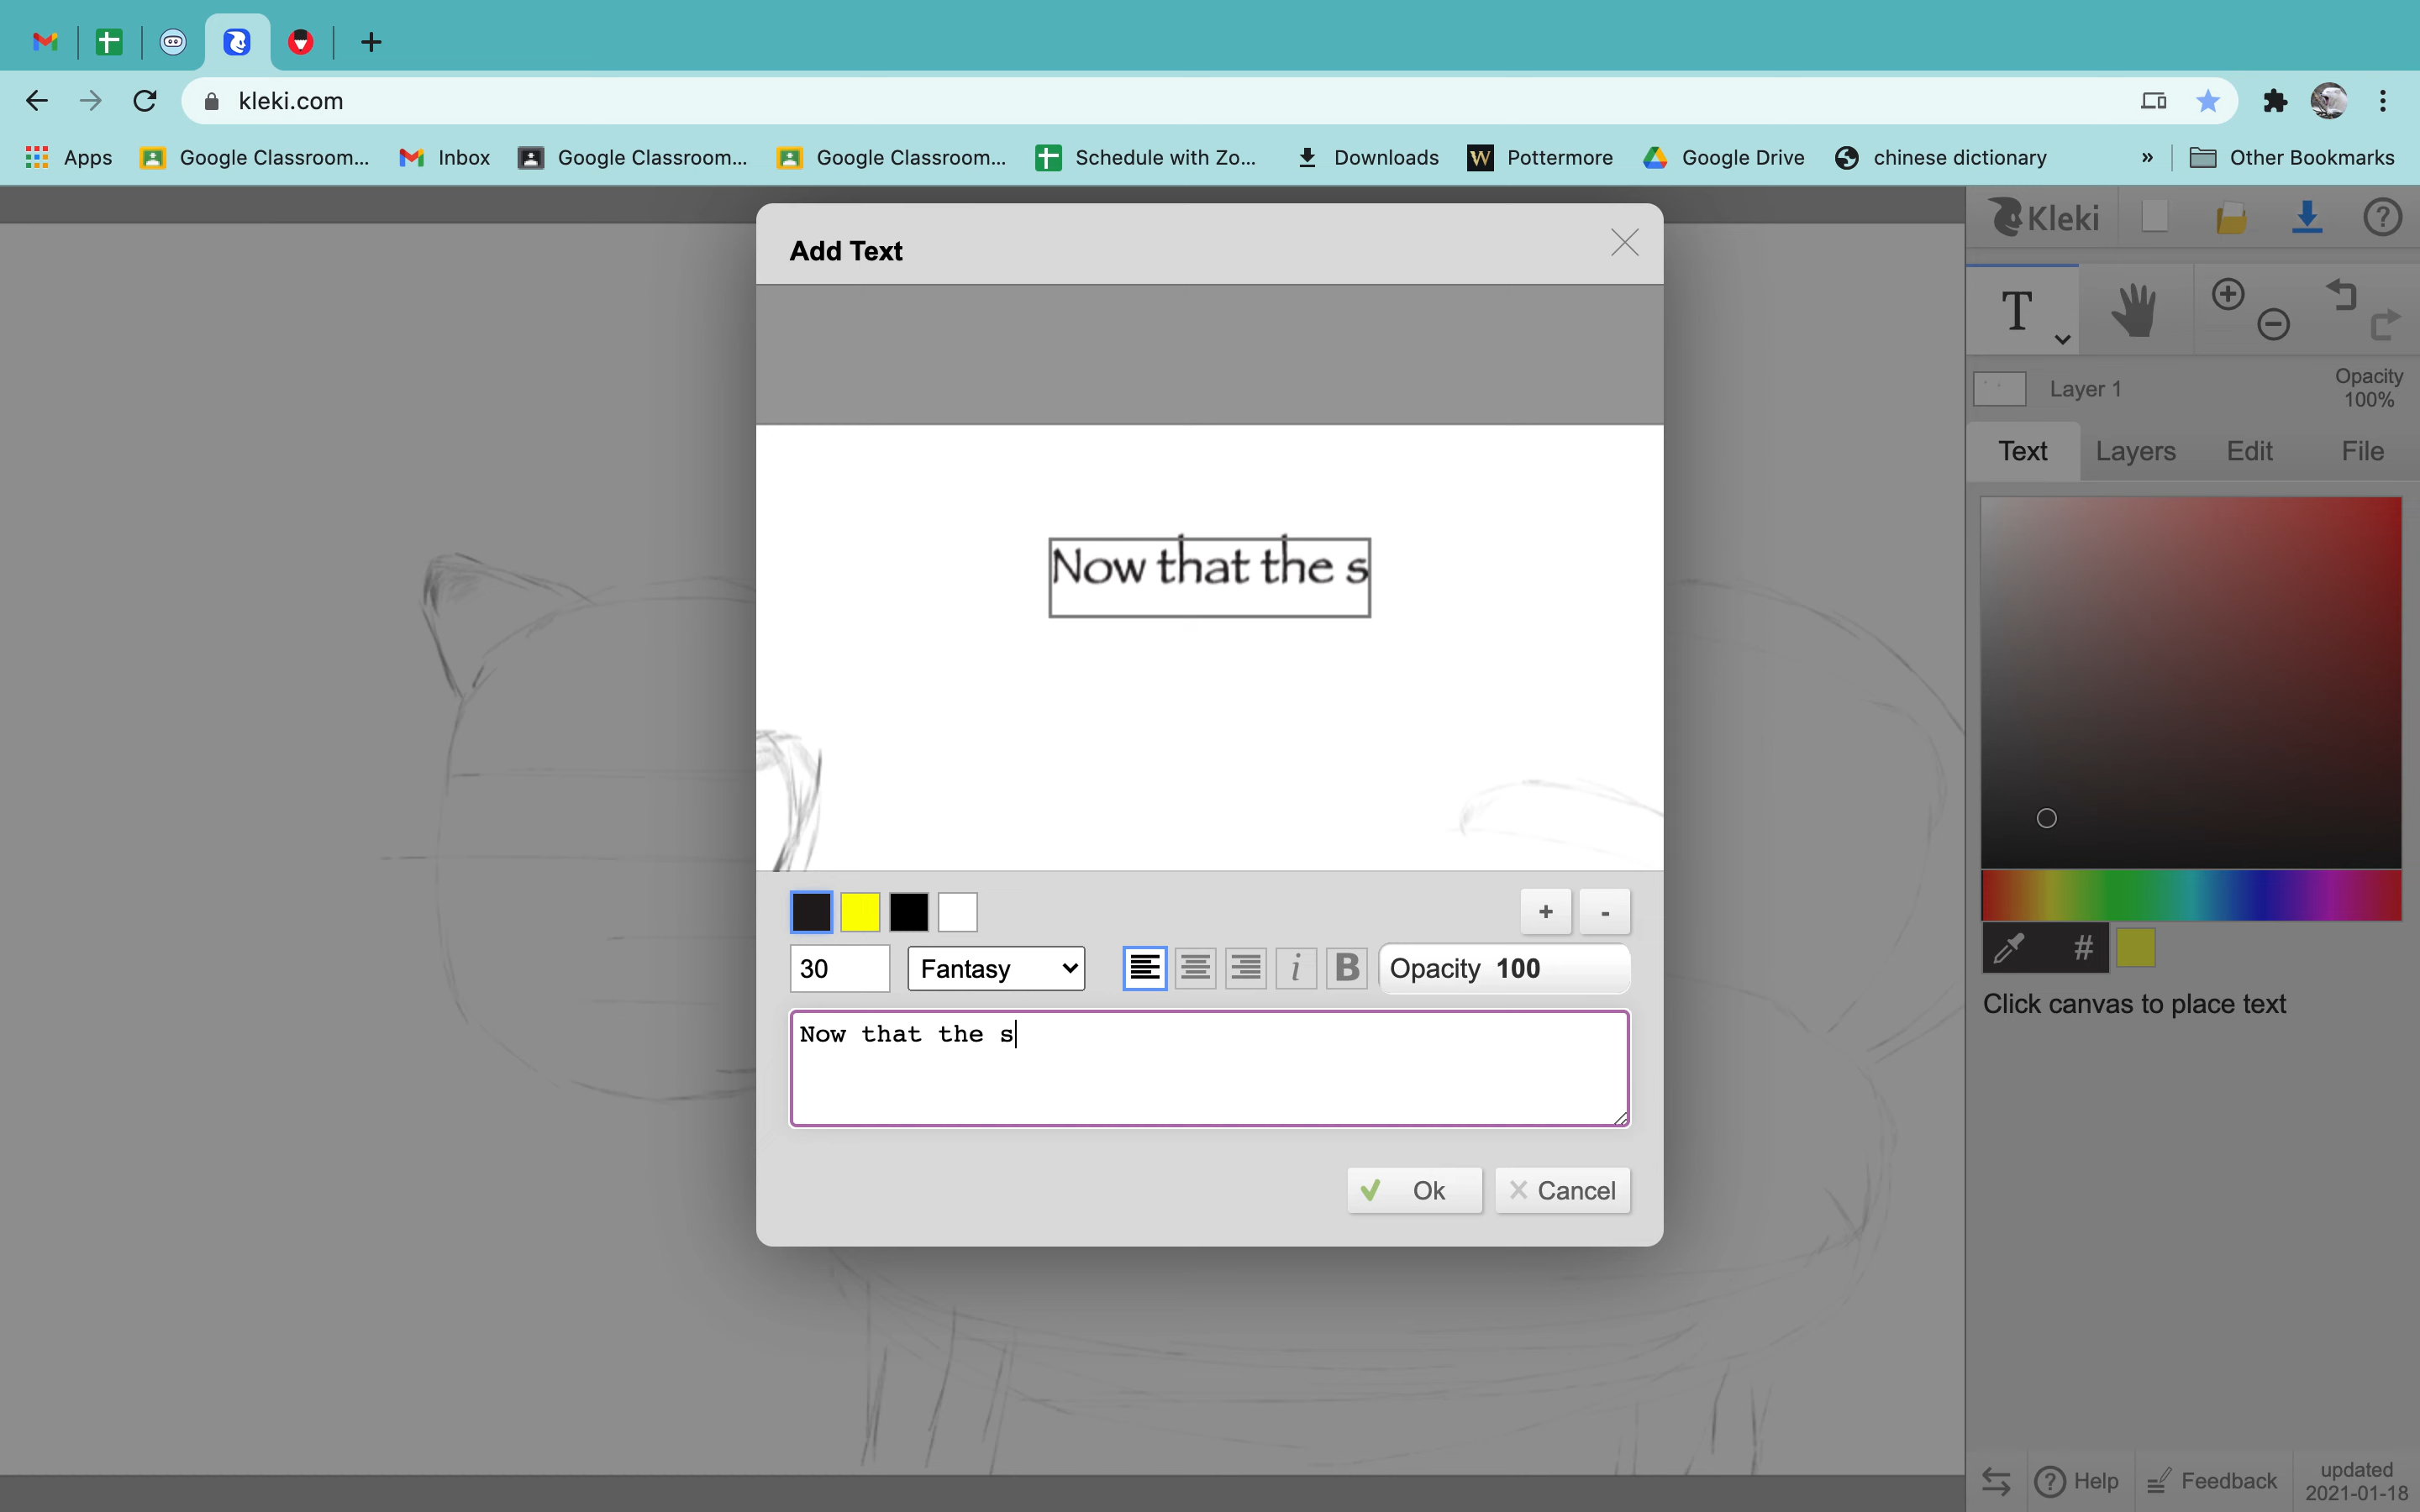 kleki.com
Apps
Google Classroom...
Inbox
Google Classroom...
Google Classroom...
Schedule with Zo...
Downloads
W Pottermore
Google Drive
chinese dictionary
»
Other Bookmarks
Add Text
Now that the s
30
Fantasy
i
B
Opacity 100
+
-
Now that the s
Ok
Cancel
Kleki
?
T
Layer 1
Opacity
100%
Text
Layers
Edit
File
#
Click canvas to place text
? Help
Feedback
updated
2021-01-18